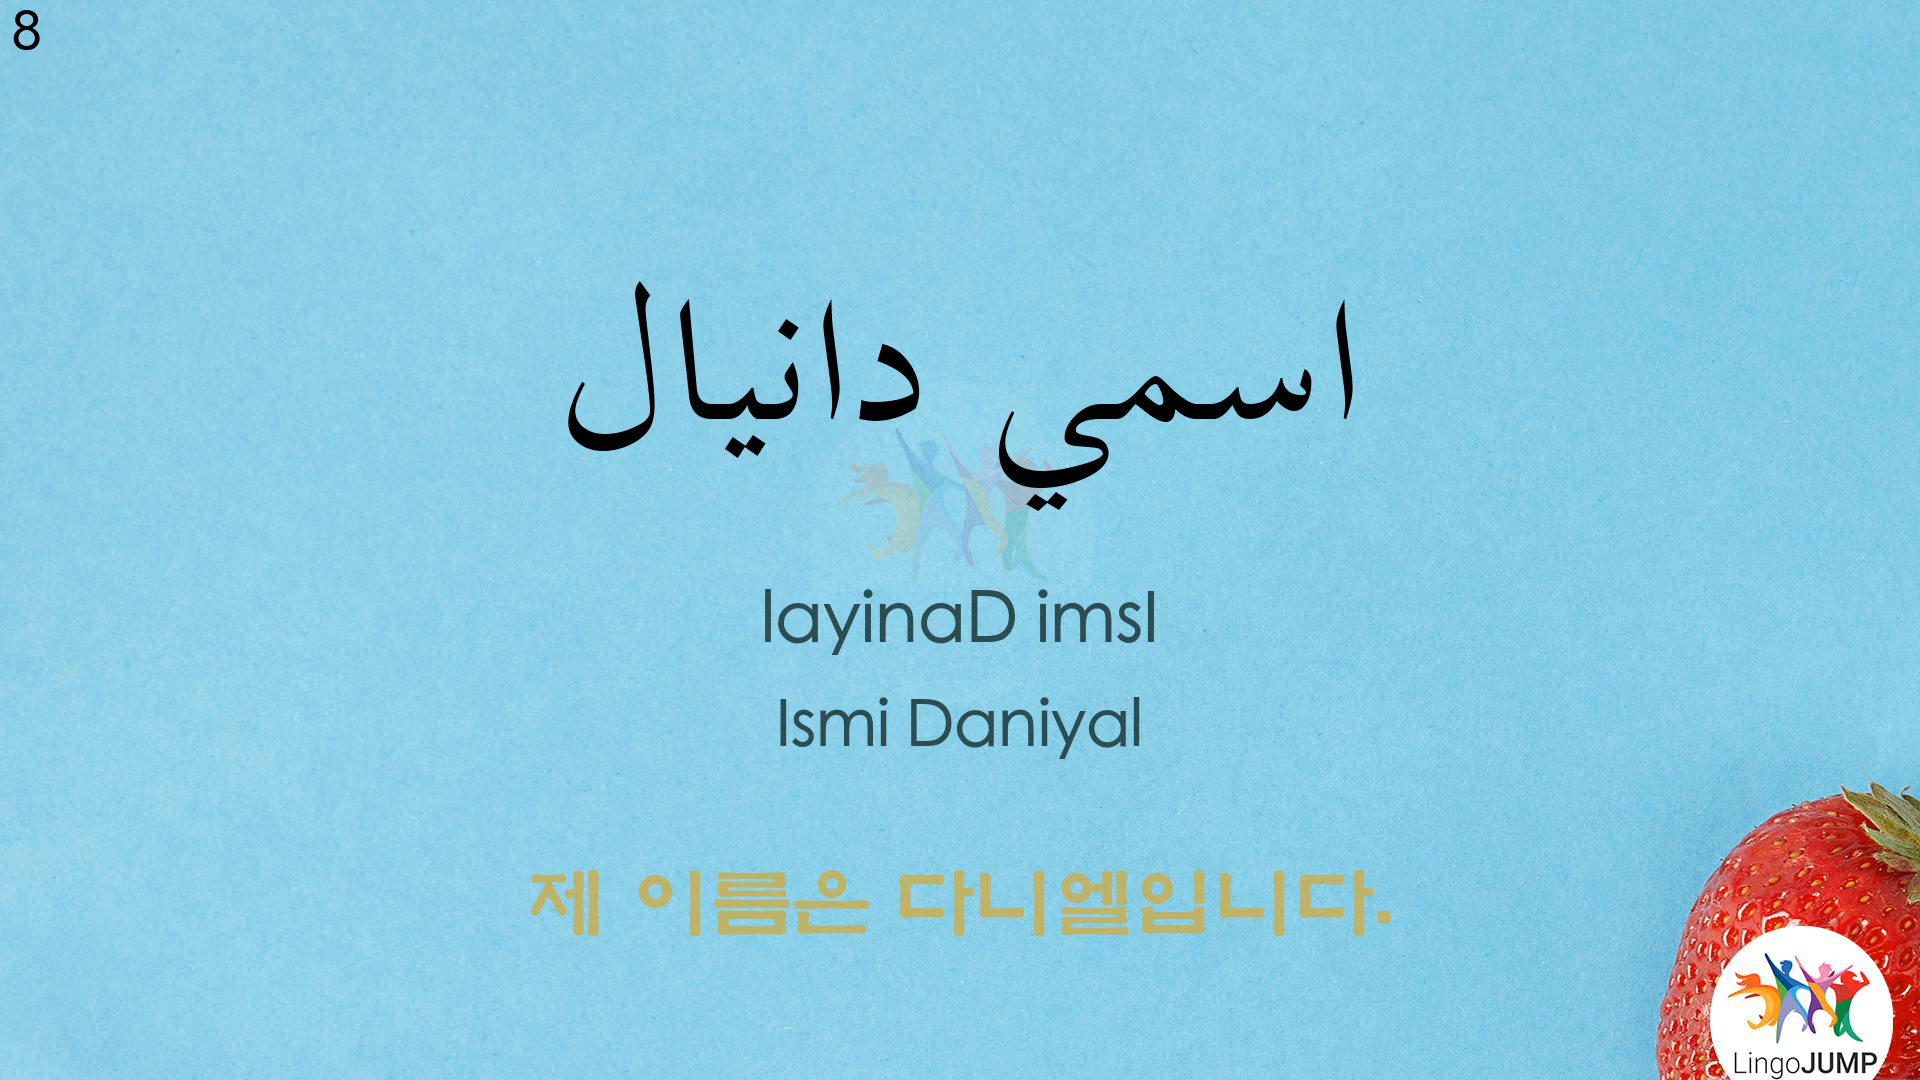 8
اسمي دانيال
layinaD imsI
Ismi Daniyal
제 이름은 다니엘입니다.
LingoJUMP